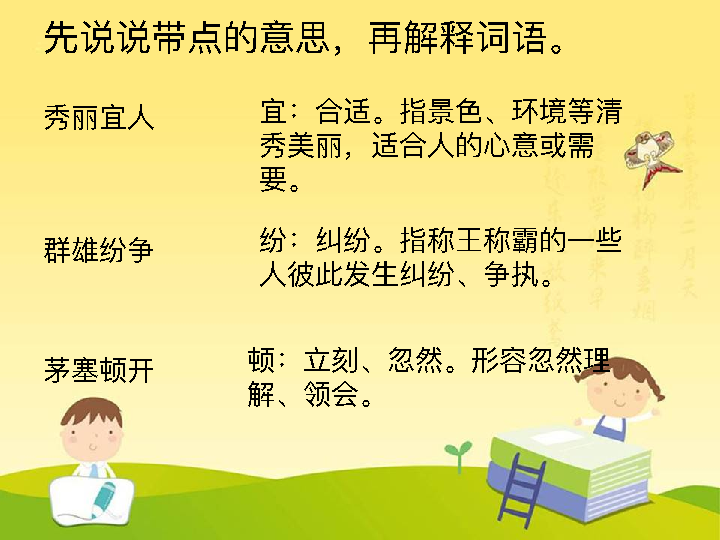 先说说带点的意思，再解释词语。
秀丽宜人
宜：合适。指景色、环境等清
秀美丽，适合人的心意或需
要。
群雄纷争
纷：纠纷。指称王称霸的一些
人彼此发生纠纷、争执。
茅塞顿开
顿：立刻、忽然。形容忽然理
解、领会。